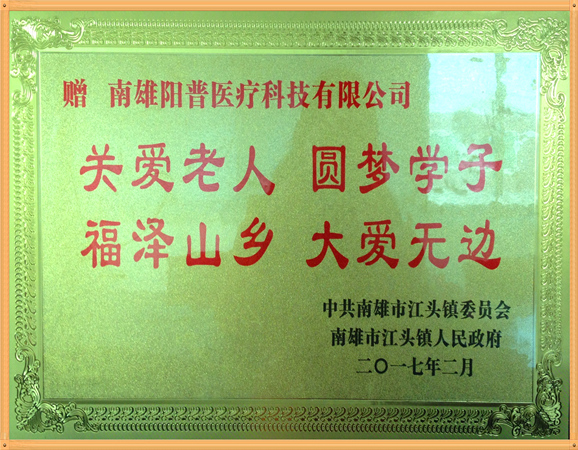 赠 南雄阳普医疗科技有限公司
关爱老人 圆梦学子
福泽山乡 大爱无边
中共南雄市江头镇委员会
南雄市江头镇人民政府
二〇一七年二月